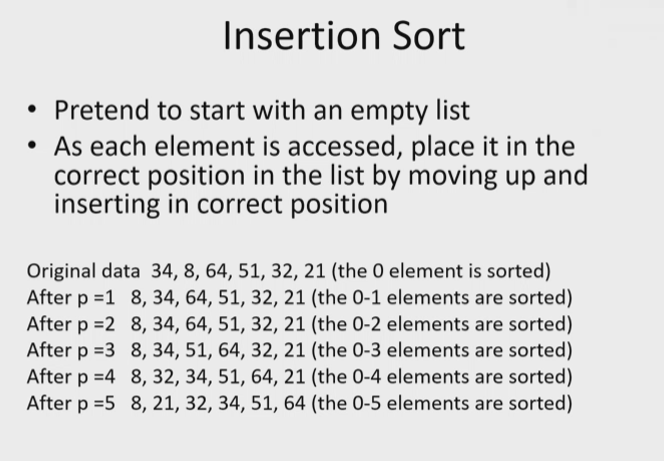 Insertion Sort
• Pretend to start with an empty list
• As each element is accessed, place it in the
correct position in the list by moving up and
inserting in correct position
Original data 34, 8, 64, 51, 32, 21 (the 0 element is sorted)
After p =1 8, 34, 64, 51, 32, 21 (the 0-1 elements are sorted)
After p =2 8, 34, 64, 51, 32, 21 (the 0-2 elements are sorted)
After p =3 8, 34, 51, 64, 32, 21 (the 0-3 elements are sorted)
After p =4 8, 32, 34, 51, 64, 21 (the 0-4 elements are sorted)
After p =5 8, 21, 32, 34, 51, 64 (the 0-5 elements are sorted)